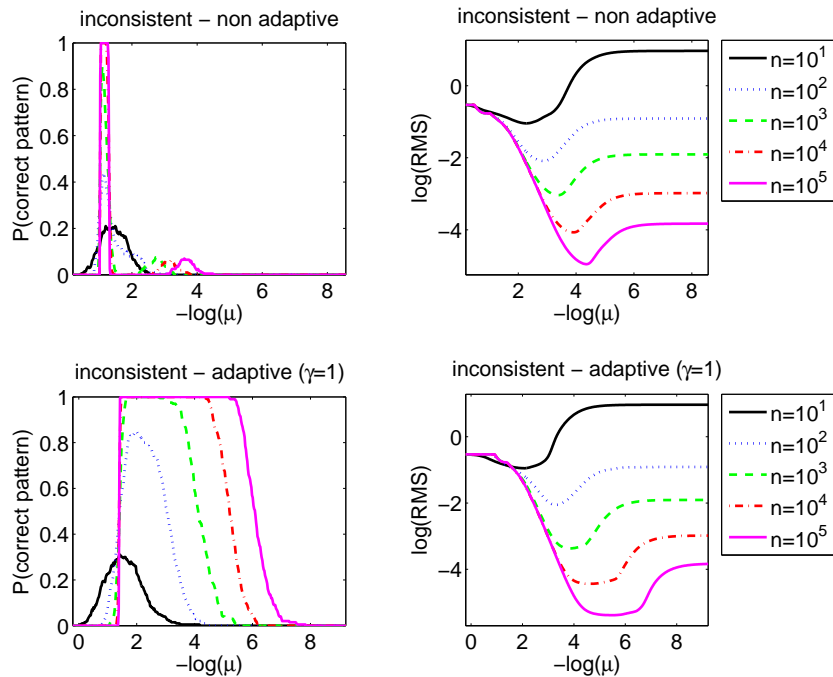 inconsistent − non adaptive
1
0.8
0.6
0.4
0.2
0
2
4
6
8
−log(μ)
P(correct pattern)
inconsistent − non adaptive
0
−2
−4
2
4
6
8
−log(μ)
log(RMS)
n=10^1
n=10^2
n=10^3
n=10^4
n=10^5
inconsistent − adaptive (γ=1)
1
0.8
0.6
0.4
0.2
0
0
2
4
6
8
−log(μ)
P(correct pattern)
inconsistent − adaptive (γ=1)
0
−2
−4
0
2
4
6
8
−log(μ)
log(RMS)
n=10^1
n=10^2
n=10^3
n=10^4
n=10^5